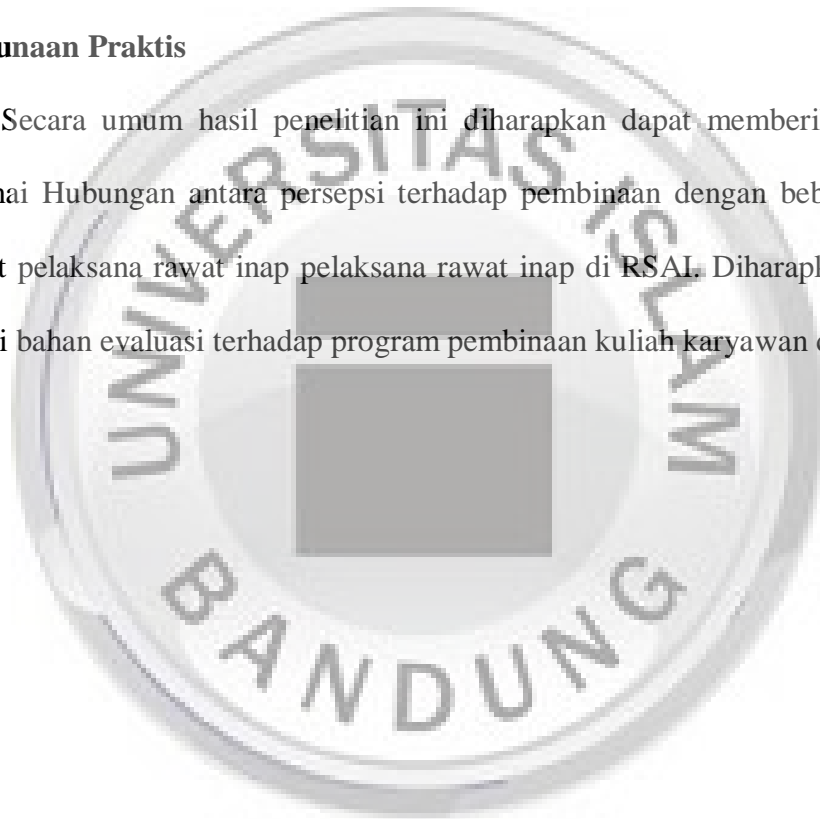 unaan Praktis
Secara umum hasil penelitian ini diharapkan dapat memberi
nai Hubungan antara persepsi terhadap pembinaan dengan beb
t pelaksana rawat inap pelaksana rawat inap di RSAI. Diharapk
i bahan evaluasi terhadap program pembinaan kuliah karyawan
UNIVERSITAS ISLAM
BANDUNG